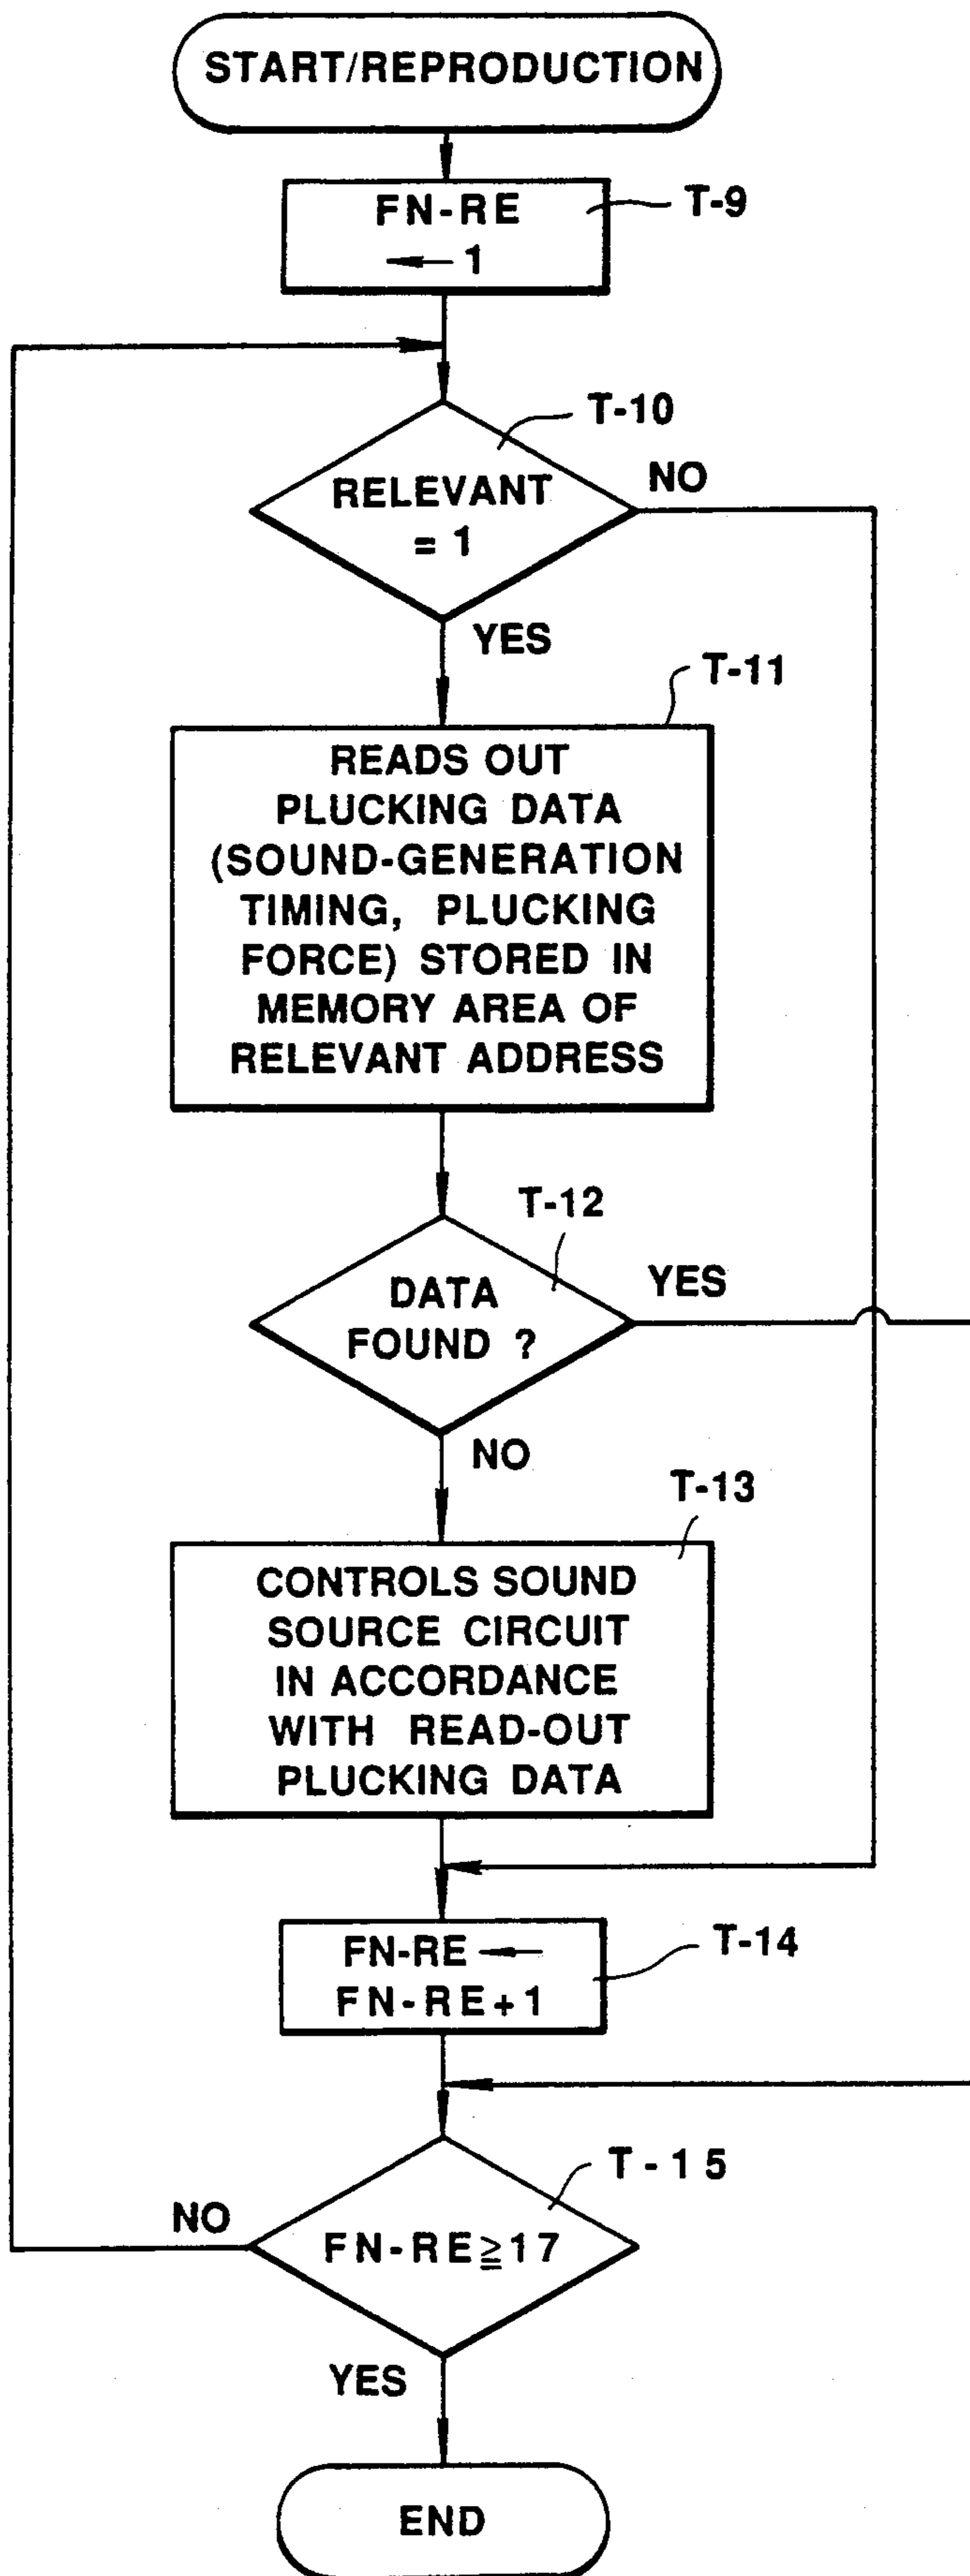 START/REPRODUCTION
FN-RE
← 1
T-9
T-10
RELEVANT
= 1
NO
YES
T-11
READS OUT
PLUCKING DATA
(SOUND-GENERATION
TIMING, PLUCKING
FORCE) STORED IN
MEMORY AREA OF
RELEVANT ADDRESS
T-12
DATA
FOUND ?
YES
NO
T-13
CONTROLS SOUND
SOURCE CIRCUIT
IN ACCORDANCE
WITH READ-OUT
PLUCKING DATA
FN-RE ←
FN-RE+1
T-14
T-15
NO
FN-RE≧17
YES
END